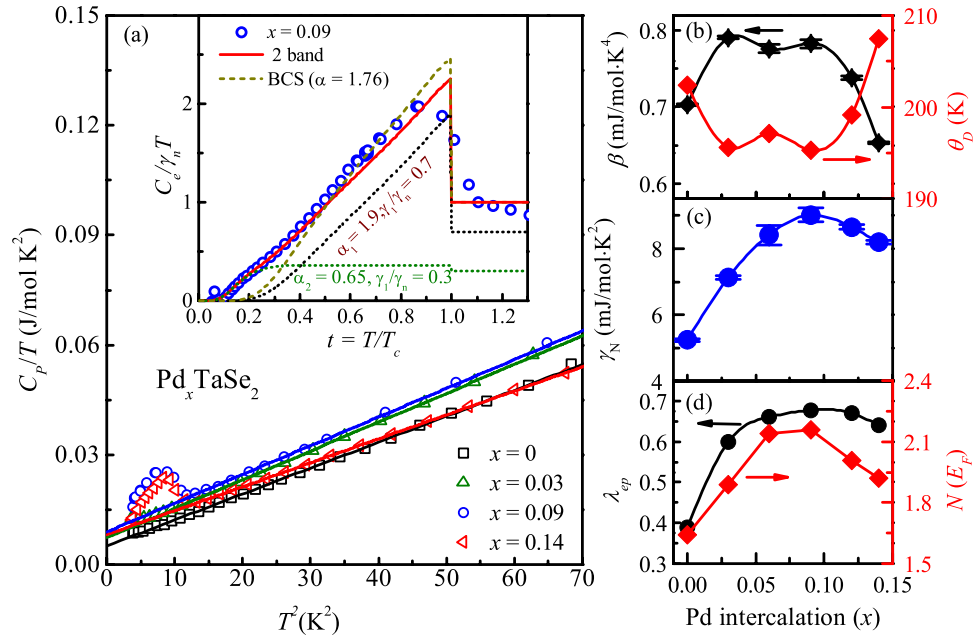 (a)
x = 0.09
2 band
BCS (α = 1.76)
C_e/γ_nT
0
1
2
α_1 = 1.9, γ_1/γ_n = 0.7
α_2 = 0.65, γ_1/γ_n = 0.3
0.0 0.2 0.4 0.6 0.8 1.0 1.2
t = T/T_c
C_P/T (J/mol K^2)
0.15
0.12
0.09
0.06
0.03
0.00
Pd_xTaSe_2
x = 0
x = 0.03
x = 0.09
x = 0.14
0 10 20 30 40 50 60 70
T^2(K^2)
(b)
β (mJ/mol·K^4)
0.8
0.7
0.6
210
200
190
θ_D (K)
(c)
γ_N (mJ/mol·K^2)
8
6
4
(d)
λ_ep
0.7
0.6
0.5
0.4
0.3
2.4
2.1
1.8
1.5
N (E_F)
0.00 0.05 0.10 0.15
Pd intercalation (x)